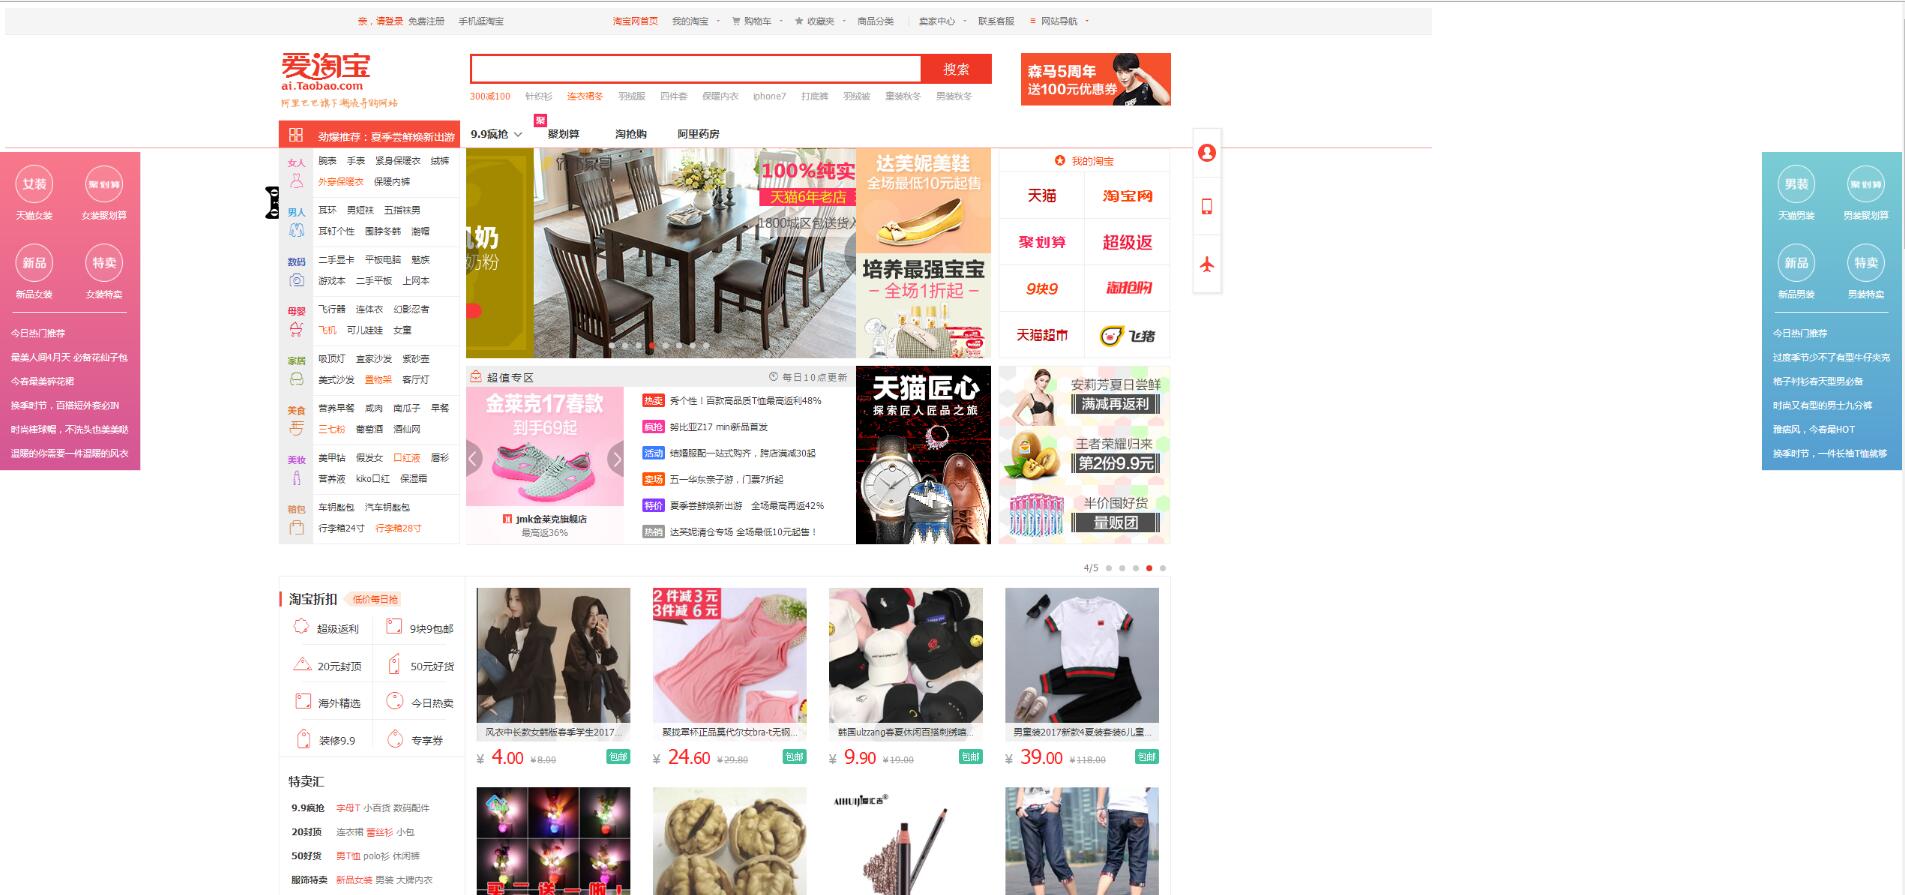 亲，请登录 免费注册 手机逛淘宝
淘宝网首页 我的淘宝 购物车 收藏夹 商品分类 卖家中心 联系客服 网站导航
爱淘宝
ai.Taobao.com
阿里巴巴旗下潮流导购网站
搜索
300减100 针织衫 连衣裙冬 羽绒服 四件套 保暖内衣 iphone7 打底裤 羽绒被 童装秋冬 男装秋冬
森马5周年
送100元优惠券
劲爆推荐：夏季尝鲜焕新出游
9.9疯抢 聚划算 淘抢购 阿里药房
聚
女装 聚划算
天猫女装 女装聚划算
新品 特卖
新品女装 女装特卖
今日热门推荐
最美人间4月天 必备花仙子包
今春最美碎花裙
换季时节，百搭短外套必IN
时尚棒球帽，不洗头也美美哒
温暖的你需要一件温暖的风衣
女人 腕表 手表 紧身保暖衣 绒裤
外穿保暖衣 保暖内裤
男人 耳环 男短袜 五指袜男
耳钉个性 围脖冬韩 潮帽
数码 二手显卡 平板电脑 魅族
游戏本 二手平板 上网本
母婴 飞行器 连体衣 幻影忍者
飞机 可儿娃娃 女童
家居 吸顶灯 宜家沙发 紫砂壶
美式沙发 置物架 客厅灯
美食 营养早餐 咸肉 南瓜子 早餐
三七粉 葡萄酒 酒仙网
美妆 美甲钻 假发女 口红液 唇彩
营养液 kiko口红 保湿霜
箱包 车钥匙包 汽车钥匙包
行李箱24寸 行李箱28寸
100%纯实
天猫6年老店
1800城区包送货入
达芙妮美鞋
全场最低10元起售
培养最强宝宝
全场1折起
我的淘宝
天猫 淘宝网
聚划算 超级返
9块9 淘抢购
天猫超市 飞猪
男装 聚划算
天猫男装 男装聚划算
新品 特卖
新品男装 男装特卖
今日热门推荐
过度季节少不了有型牛仔夹克
格子衬衫春天型男必备
时尚又有型的男士九分裤
雅痞风，今春最HOT
换季时节，一件长袖T恤就够
超值专区 每日10点更新
金莱克17春款
到手69起
jmk金莱克旗舰店
最高返36%
热卖 秀个性！百款高品质T恤最高返利48%
疯抢 努比亚Z17 mini新品首发
活动 结婚服配一站式购齐，跨店满减30起
卖场 五一华东亲子游，门票7折起
特价 夏季尝鲜焕新出游 全场最高再返42%
热销 达芙妮清仓专场 全场最低10元起售！
天猫匠心
探索匠人匠品之旅
安莉芳夏日尝鲜
满减再返利
王者荣耀归来
第2份9.9元
半价囤好货
量贩团
4/5
淘宝折扣 低价每日抢
超级返利 9块9包邮
20元封顶 50元好货
海外精选 今日热卖
装修9.9 专享券
特卖汇
9.9疯抢 字母T 小百货 数码配件
20封顶 连衣裙 蕾丝衫 小包
50好货 男T恤 polo衫 休闲裤
服饰特卖 新品女装 男装 大牌内衣
2件减3元
3件减6元
风衣中长款女韩版春季学生2017...
¥ 4.00 ¥8.00 包邮
聚拢罩杯正品莫代尔女bra-t无钢...
¥ 24.60 ¥29.80 包邮
韩国ulzzang春夏休闲百搭刺绣嘻...
¥ 9.90 ¥19.00 包邮
男童装2017新款4夏装套装6儿童...
¥ 39.00 ¥118.00 包邮
买二送一啦！
AIHUIJI爱汇吉®